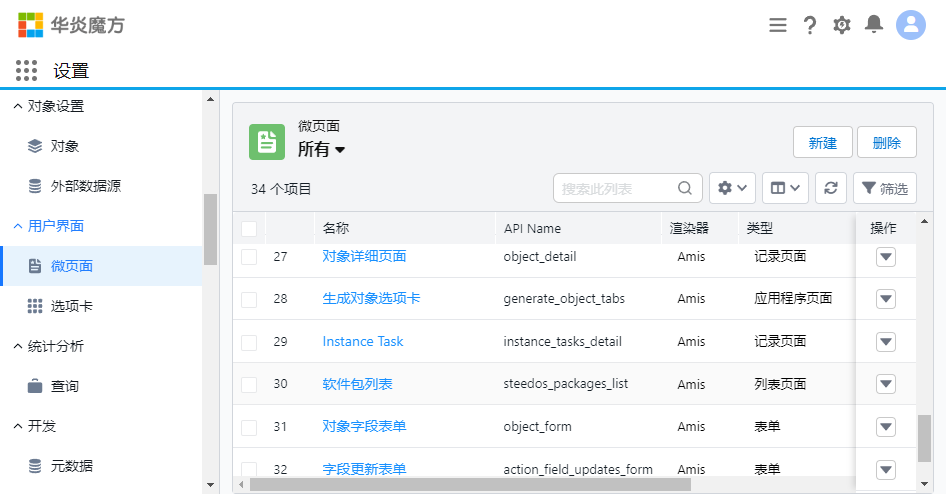 华炎魔方
设置
对象设置
对象
外部数据源
用户界面
微页面
选项卡
统计分析
查询
开发
元数据
微页面
所有
新建
删除
34 个项目
搜索此列表
筛选
名称 API Name 渲染器 类型 操作
27 对象详细页面 object_detail Amis 记录页面
28 生成对象选项卡 generate_object_tabs Amis 应用程序页面
29 Instance Task instance_tasks_detail Amis 记录页面
30 软件包列表 steedos_packages_list Amis 列表页面
31 对象字段表单 object_form Amis 表单
32 字段更新表单 action_field_updates_form Amis 表单